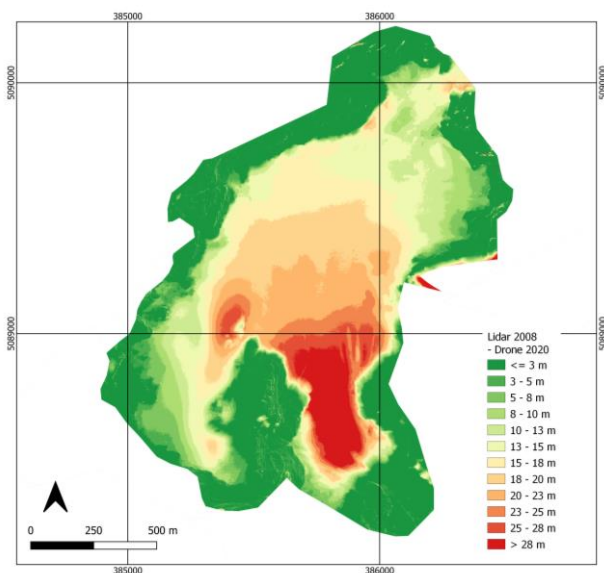 385000
386000
5090000
5090000
5089000
5089000
Lidar 2008
- Drone 2020
<= 3 m
3 - 5 m
5 - 8 m
8 - 10 m
10 - 13 m
13 - 15 m
15 - 18 m
18 - 20 m
20 - 23 m
23 - 25 m
25 - 28 m
> 28 m
0 250 500 m
385000
386000